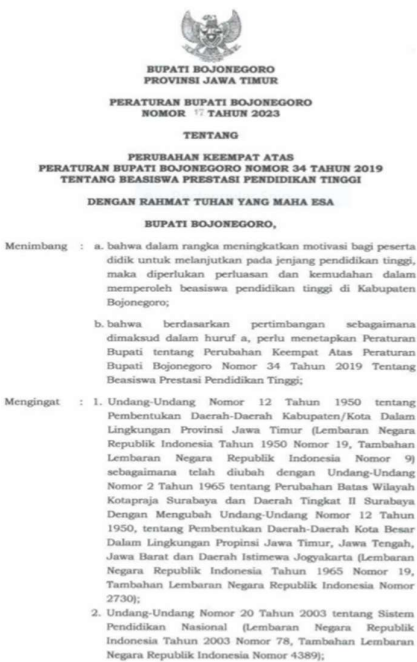 BUPATI BOJONEGORO
PROVINSI JAWA TIMUR
PERATURAN BUPATI BOJONEGORO
NOMOR 17 TAHUN 2023
TENTANG
PERUBAHAN KEEMPAT ATAS
PERATURAN BUPATI BOJONEGORO NOMOR 34 TAHUN 2019
TENTANG BEASISWA PRESTASI PENDIDIKAN TINGGI
DENGAN RAHMAT TUHAN YANG MAHA ESA
BUPATI BOJONEGORO,
Menimbang : a. bahwa dalam rangka meningkatkan motivasi bagi peserta
didik untuk melanjutkan pada jenjang pendidikan tinggi,
maka diperlukan perluasan dan kemudahan dalam
memperoleh beasiswa pendidikan tinggi di Kabupaten
Bojonegoro;
b. bahwa berdasarkan pertimbangan sebagaimana
dimaksud dalam huruf a, perlu menetapkan Peraturan
Bupati tentang Perubahan Keempat Atas Peraturan
Bupati Bojonegoro Nomor 34 Tahun 2019 Tentang
Beasiswa Prestasi Pendidikan Tinggi;
Mengingat : 1. Undang-Undang Nomor 12 Tahun 1950 tentang
Pembentukan Daerah-Daerah Kabupaten/Kota Dalam
Lingkungan Provinsi Jawa Timur (Lembaran Negara
Republik Indonesia Tahun 1950 Nomor 19, Tambahan
Lembaran Negara Republik Indonesia Nomor 9)
sebagaimana telah diubah dengan Undang-Undang
Nomor 2 Tahun 1965 tentang Perubahan Batas Wilayah
Kotapraja Surabaya dan Daerah Tingkat II Surabaya
Dengan Mengubah Undang-Undang Nomor 12 Tahun
1950, tentang Pembentukan Daerah-Daerah Kota Besar
Dalam Lingkungan Propinsi Jawa Timur, Jawa Tengah,
Jawa Barat dan Daerah Istimewa Jogyakarta (Lembaran
Negara Republik Indonesia Tahun 1965 Nomor 19,
Tambahan Lembaran Negara Republik Indonesia Nomor
2730);
2. Undang-Undang Nomor 20 Tahun 2003 tentang Sistem
Pendidikan Nasional (Lembaran Negara Republik
Indonesia Tahun 2003 Nomor 78, Tambahan Lembaran
Negara Republik Indonesia Nomor 4389);